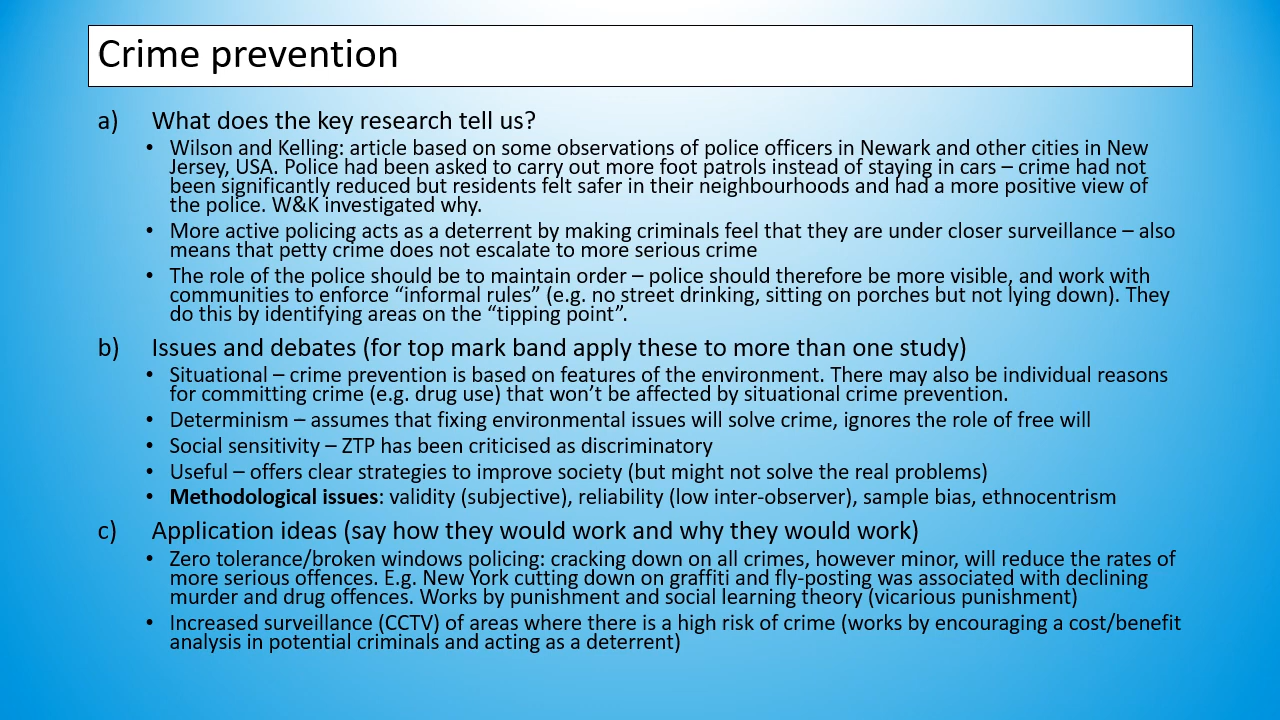 Crime prevention
a) What does the key research tell us?
• Wilson and Kelling: article based on some observations of police officers in Newark and other cities in New
Jersey, USA. Police had been asked to carry out more foot patrols instead of staying in cars – crime had not
been significantly reduced but residents felt safer in their neighbourhoods and had a more positive view of
the police. W&K investigated why.
• More active policing acts as a deterrent by making criminals feel that they are under closer surveillance – also
means that petty crime does not escalate to more serious crime
• The role of the police should be to maintain order – police should therefore be more visible, and work with
communities to enforce “informal rules” (e.g. no street drinking, sitting on porches but not lying down). They
do this by identifying areas on the “tipping point”.
b) Issues and debates (for top mark band apply these to more than one study)
• Situational – crime prevention is based on features of the environment. There may also be individual reasons
for committing crime (e.g. drug use) that won’t be affected by situational crime prevention.
• Determinism – assumes that fixing environmental issues will solve crime, ignores the role of free will
• Social sensitivity – ZTP has been criticised as discriminatory
• Useful – offers clear strategies to improve society (but might not solve the real problems)
• Methodological issues: validity (subjective), reliability (low inter-observer), sample bias, ethnocentrism
c) Application ideas (say how they would work and why they would work)
• Zero tolerance/broken windows policing: cracking down on all crimes, however minor, will reduce the rates of
more serious offences. E.g. New York cutting down on graffiti and fly-posting was associated with declining
murder and drug offences. Works by punishment and social learning theory (vicarious punishment)
• Increased surveillance (CCTV) of areas where there is a high risk of crime (works by encouraging a cost/benefit
analysis in potential criminals and acting as a deterrent)